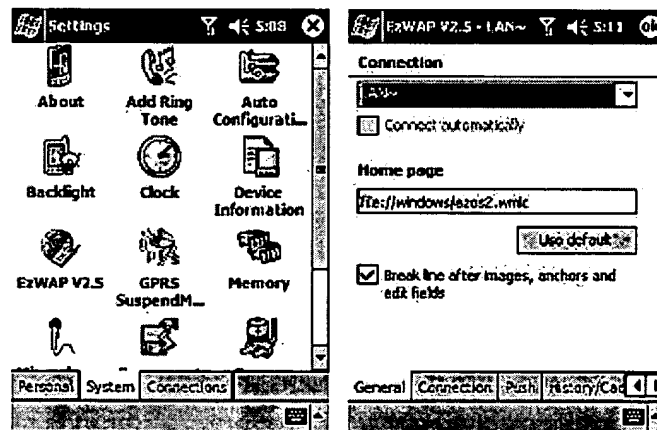 Settings 5:08
About
Add Ring Tone
Auto Configurati...
Backlight
Clock
Device Information
EzWAP V2.5
GPRS SuspendM...
Memory
Personal System Connections
EzWAP V2.5 - LAN~ 5:11 ok
Connection
LAN~
Connect automatically
Home page
file://windows/ezos2.wmlc
Use default
Break line after images, anchors and
edit fields
General Connection Push History/Cac